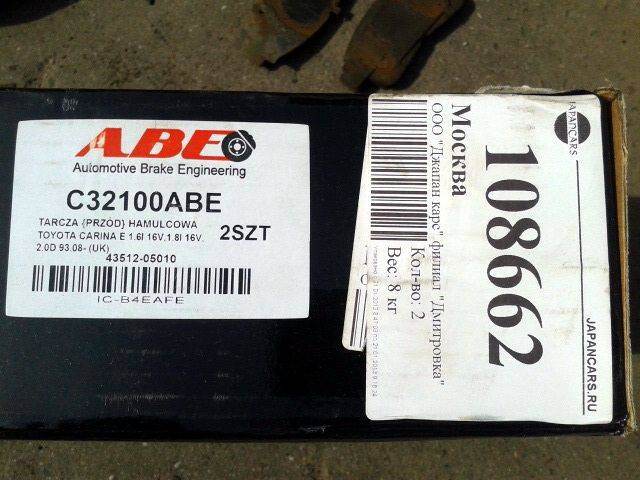 ABE
Automotive Brake Engineering
C32100ABE
TARCZA {PRZÓD} HAMULCOWA
2SZT
TOYOTA CARINA E 1.6I 16V,1.8I 16V,
2.0D 93.08- (UK)
43512-05010
IC-B4EAFE
Москва
ООО "Джапан карс" филиал "Дмитровка"
Кол-во: 2
Вес: 8 кг
108662
JAPANCARS
JAPANCARS.RU